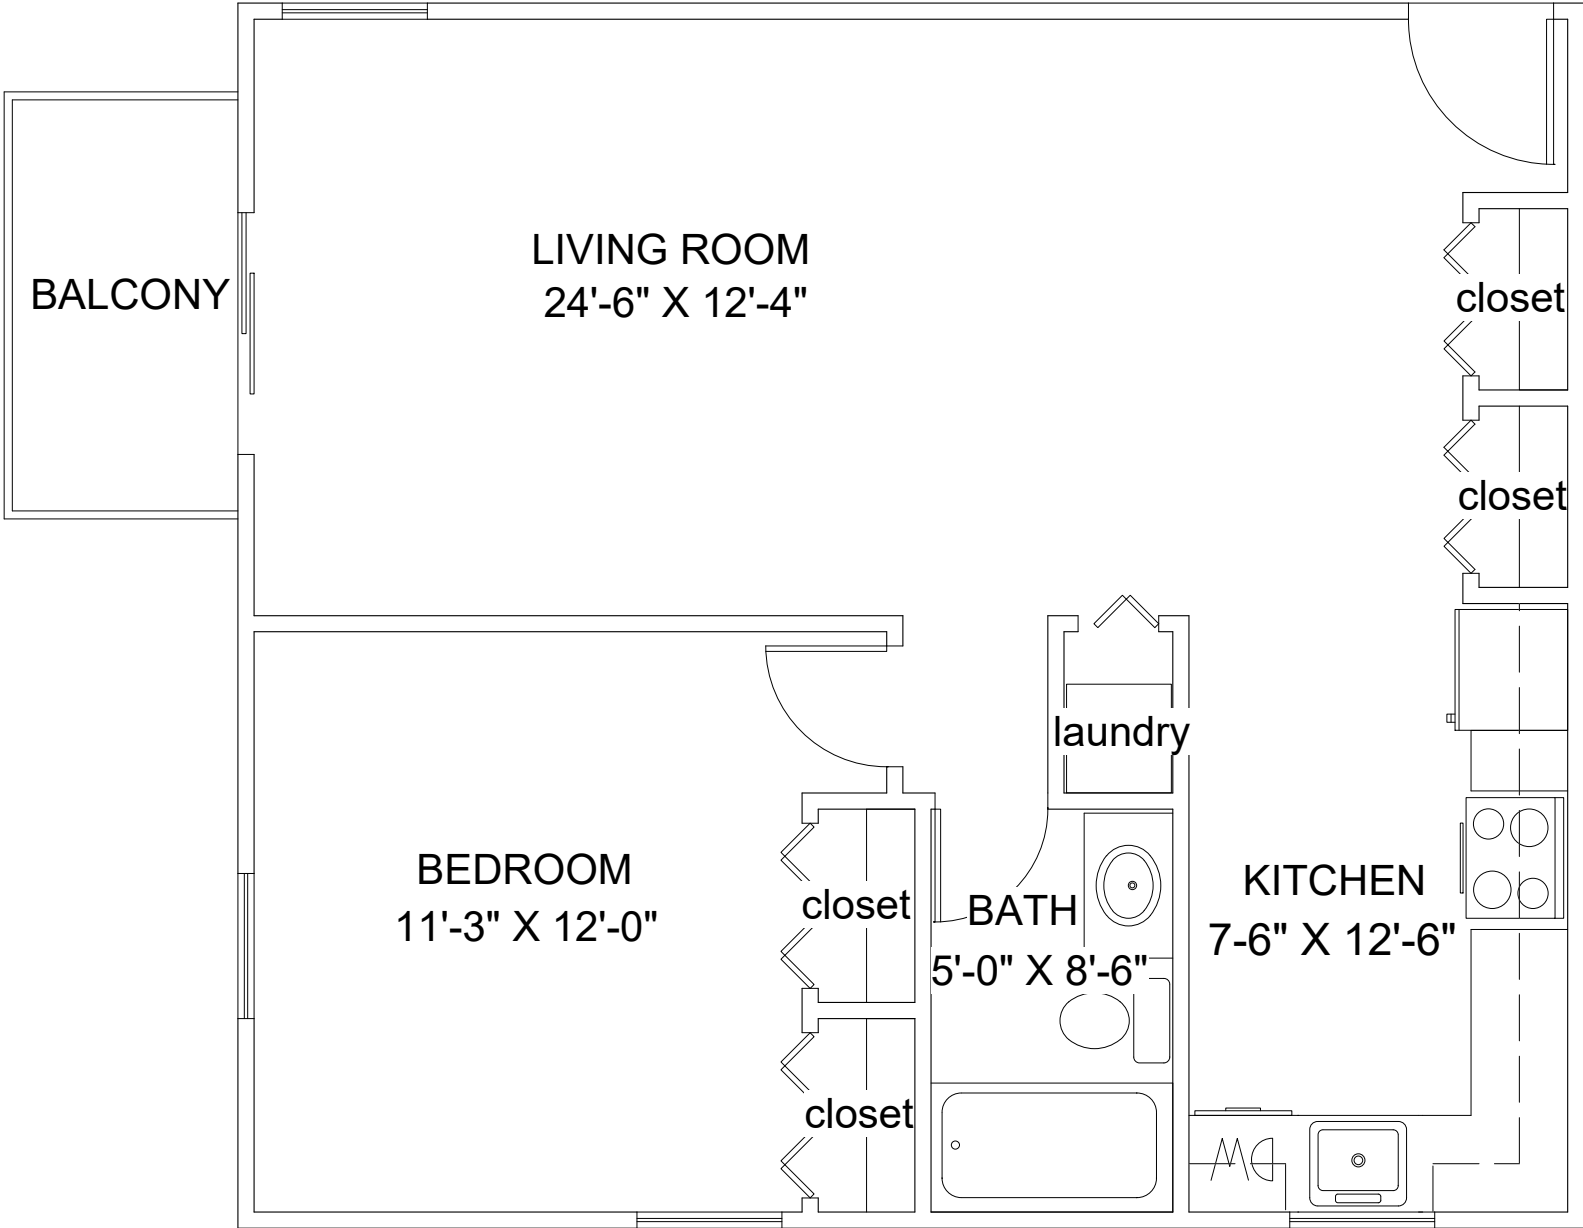 LIVING ROOM
24'-6" X 12'-4"
BALCONY
closet
closet
laundry
BEDROOM
11'-3" X 12'-0"
closet
BATH
5'-0" X 8'-6"
KITCHEN
7-6" X 12'-6"
closet
DW